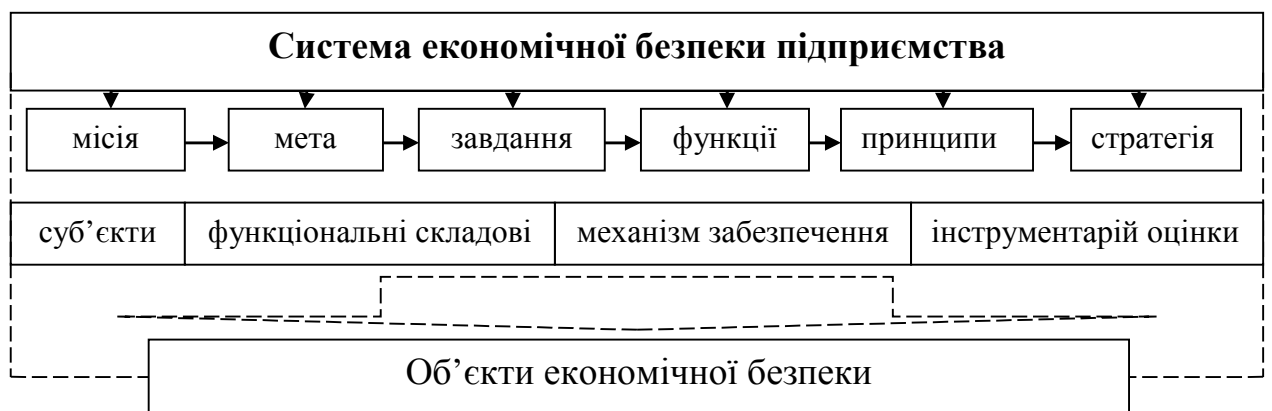 Система економічної безпеки підприємства
місія мета завдання функції принципи стратегія
суб’єкти функціональні складові механізм забезпечення інструментарій оцінки
Об’єкти економічної безпеки